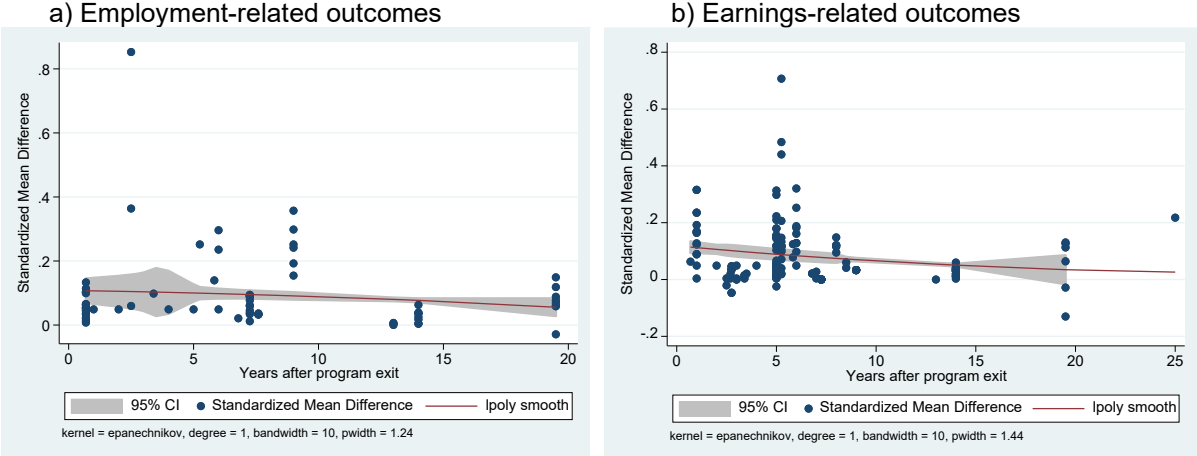 a) Employment-related outcomes
Standardized Mean Difference
.8
.6
.4
.2
0
0 5 10 15 20
Years after program exit
95% CI Standardized Mean Difference lpoly smooth
kernel = epanechnikov, degree = 1, bandwidth = 10, pwidth = 1.24
b) Earnings-related outcomes
Standardized Mean Difference
.8
.6
.4
.2
0
-.2
0 5 10 15 20 25
Years after program exit
95% CI Standardized Mean Difference lpoly smooth
kernel = epanechnikov, degree = 1, bandwidth = 10, pwidth = 1.44